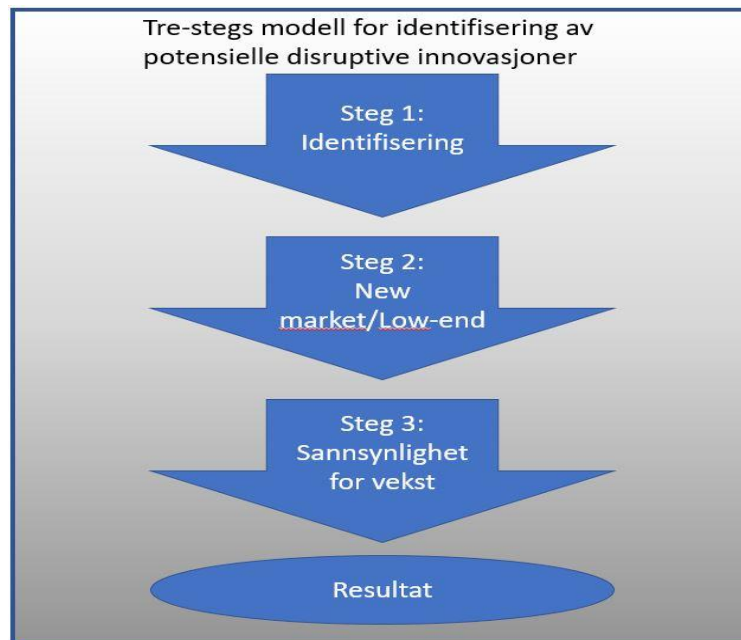 Tre-stegs modell for identifisering av
potensielle disruptive innovasjoner
Steg 1:
Identifisering
Steg 2:
New
market/Low-end
Steg 3:
Sannsynlighet
for vekst
Resultat